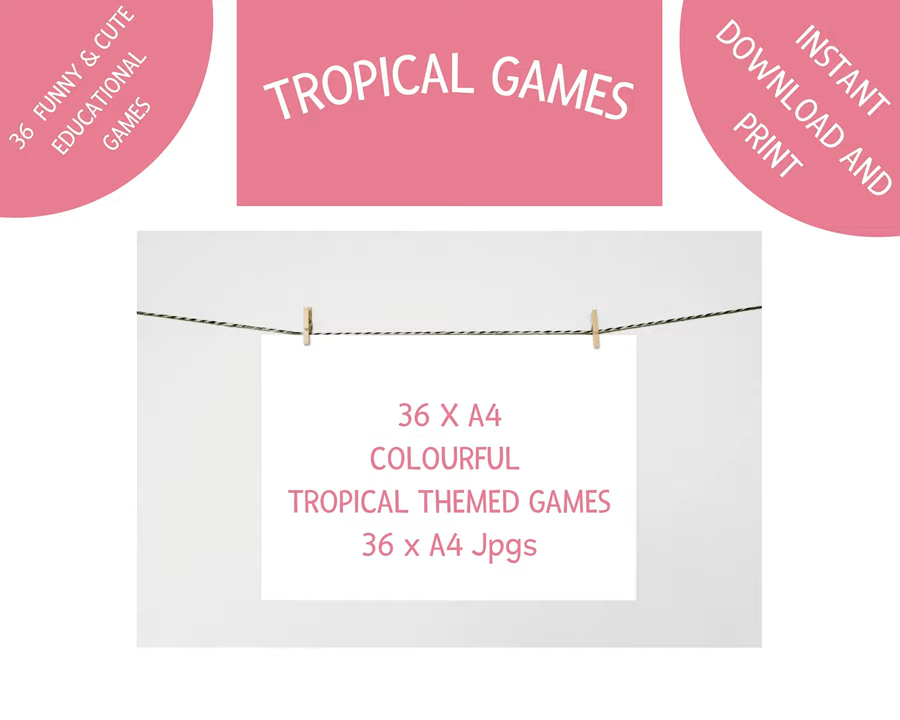 36 FUNNY & CUTE
EDUCATIONAL
GAMES
TROPICAL GAMES
INSTANT
DOWNLOAD AND
PRINT
36 X A4
COLOURFUL
TROPICAL THEMED GAMES
36 x A4 Jpgs